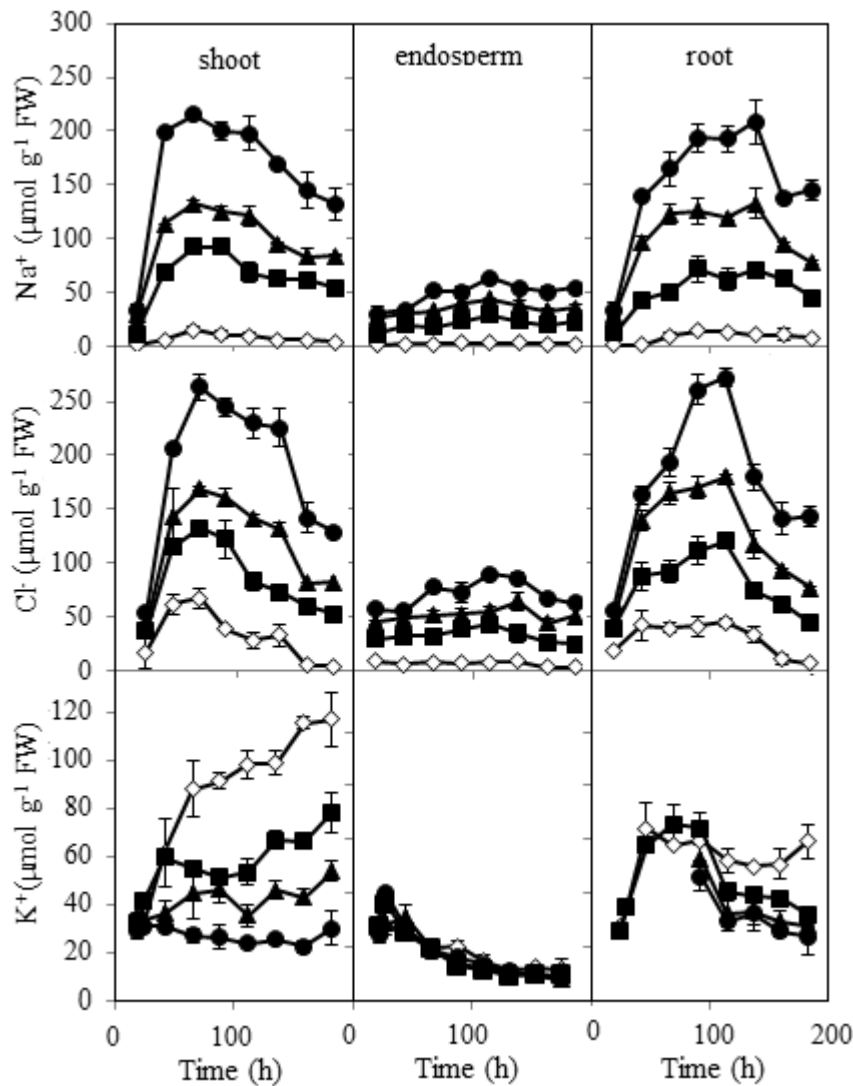 300
250
200
150
100
50
0
Na⁺ (µmol g⁻¹ FW)
shoot
endosperm
root
250
200
150
100
50
0
Cl⁻ (µmol g⁻¹ FW)
120
100
80
60
40
20
0
K⁺(µmol g⁻¹ FW)
0 100 0 100 0 100 200
Time (h) Time (h) Time (h)